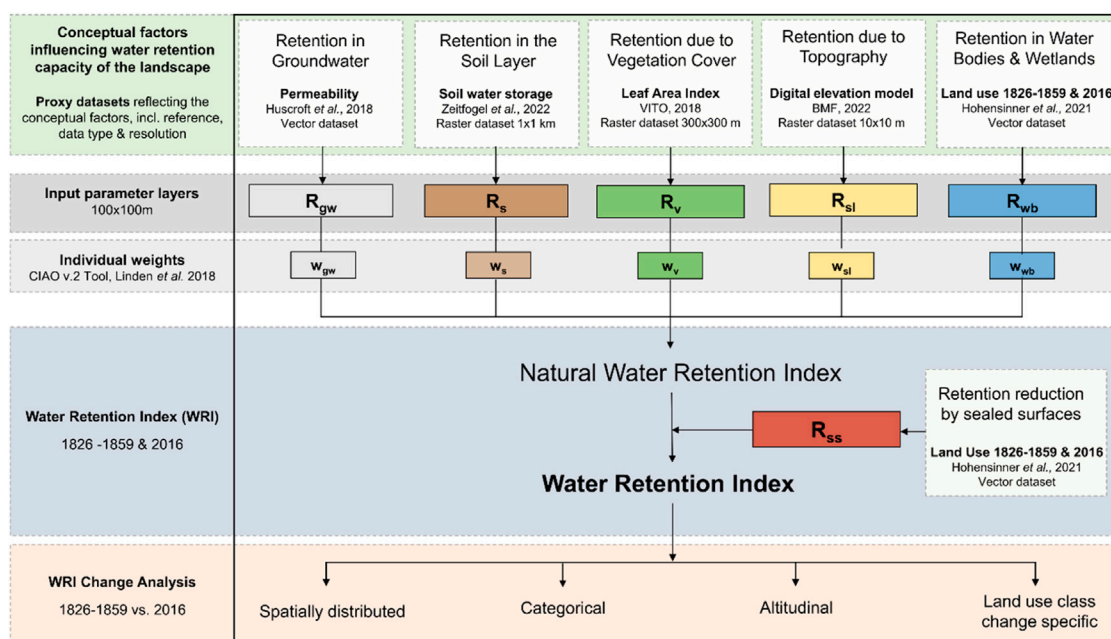 Conceptual factors
influencing water retention
capacity of the landscape
Proxy datasets reflecting the
conceptual factors, incl. reference,
data type & resolution
Retention in
Groundwater
Permeability
Huscroft et al., 2018
Vector dataset
Retention in the
Soil Layer
Soil water storage
Zeitfogel et al., 2022
Raster dataset 1x1 km
Retention due to
Vegetation Cover
Leaf Area Index
VITO, 2018
Raster dataset 300x300 m
Retention due to
Topography
Digital elevation model
BMF, 2022
Raster dataset 10x10 m
Retention in Water
Bodies & Wetlands
Land use 1826-1859 & 2016
Hohensinner et al., 2021
Vector dataset
Input parameter layers
100x100m
Rgw
Rs
Rv
Rsl
Rwb
Individual weights
CIAO v.2 Tool, Linden et al. 2018
wgw
ws
wv
wsl
wwb
Water Retention Index (WRI)
1826 -1859 & 2016
Natural Water Retention Index
Rss
Retention reduction
by sealed surfaces
Land Use 1826-1859 & 2016
Hohensinner et al., 2021
Vector dataset
Water Retention Index
WRI Change Analysis
1826-1859 vs. 2016
Spatially distributed
Categorical
Altitudinal
Land use class
change specific